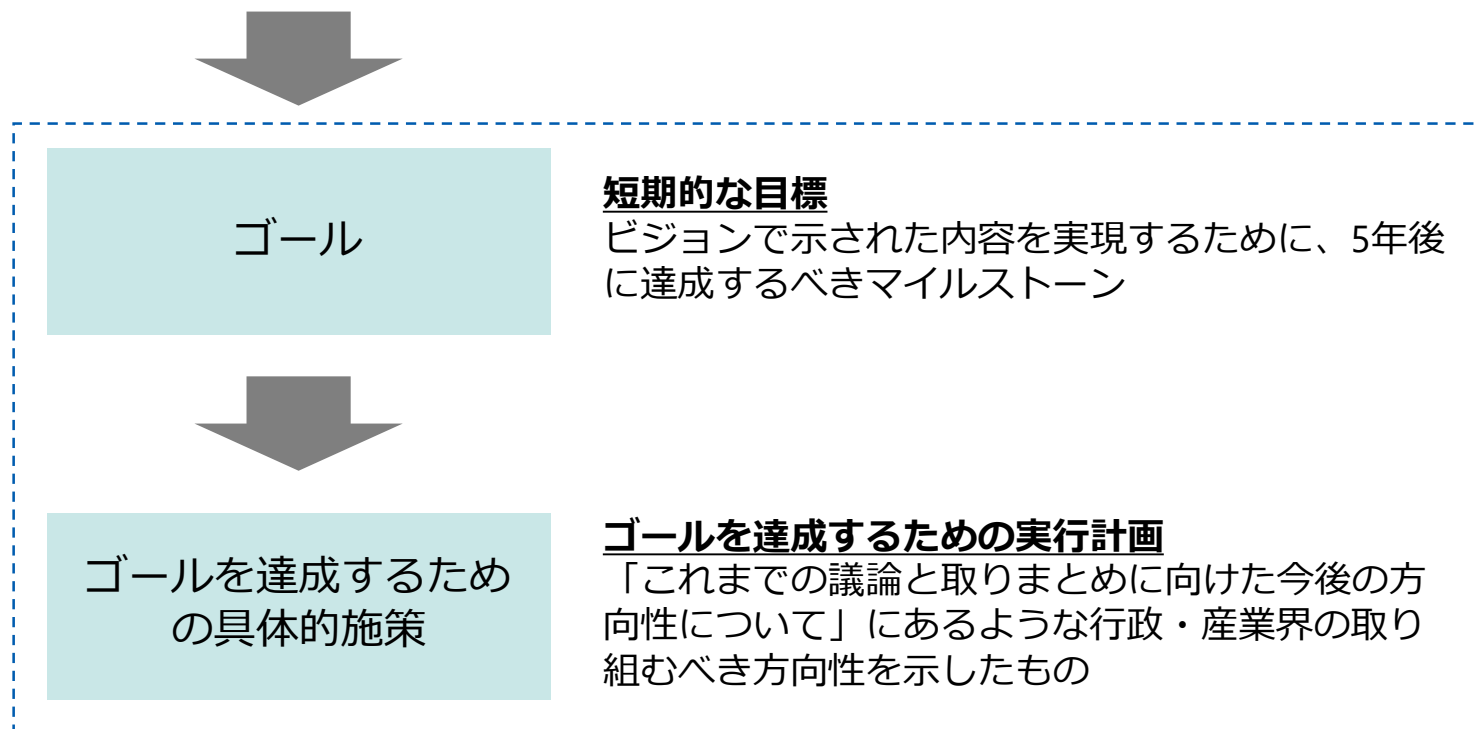 ゴール
短期的な目標
ビジョンで示された内容を実現するために、5年後
に達成するべきマイルストーン
ゴールを達成するため
の具体的施策
ゴールを達成するための実行計画
「これまでの議論と取りまとめに向けた今後の方
向性について」にあるような行政・産業界の取り
組むべき方向性を示したもの